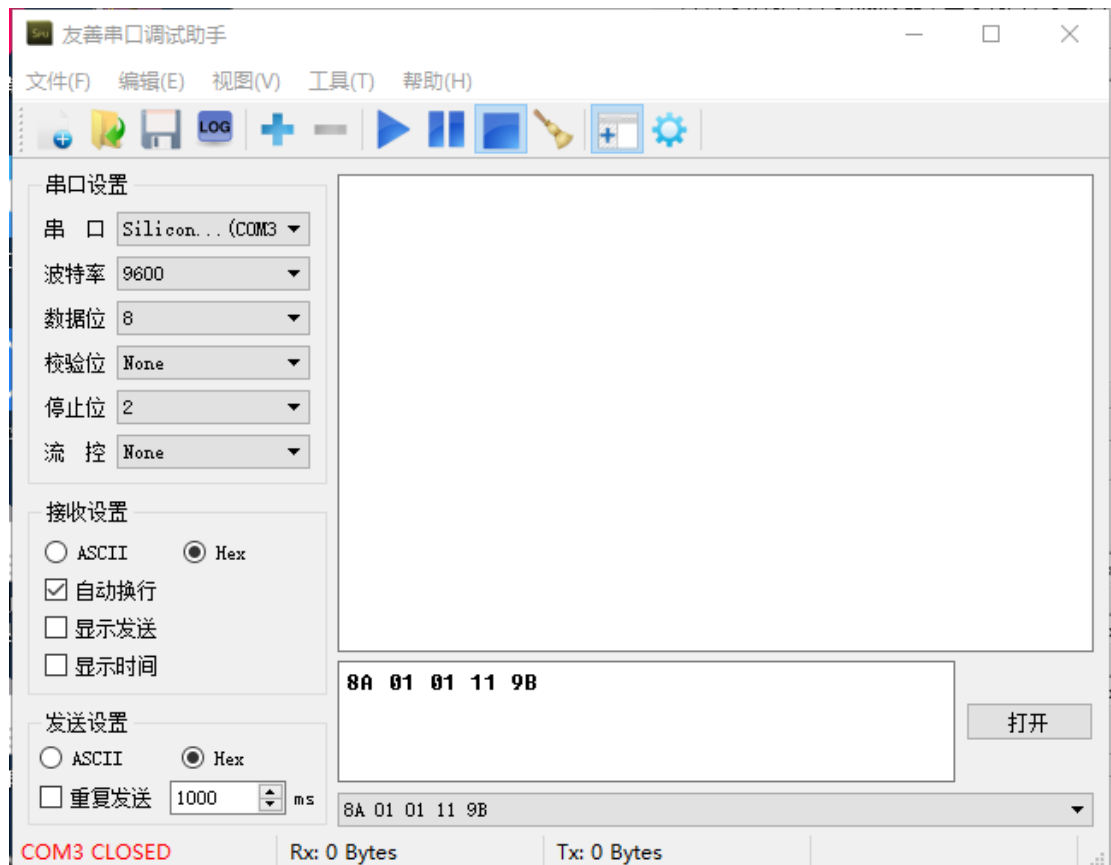 友善串口调试助手
文件(F) 编辑(E) 视图(V) 工具(T) 帮助(H)
LOG
串口设置
串 口 Silicon...(COM3
波特率 9600
数据位 8
校验位 None
停止位 2
流 控 None
接收设置
ASCII Hex
自动换行
显示发送
显示时间
8A 01 01 11 9B
打开
发送设置
ASCII Hex
重复发送 1000 ms
8A 01 01 11 9B
COM3 CLOSED Rx: 0 Bytes Tx: 0 Bytes